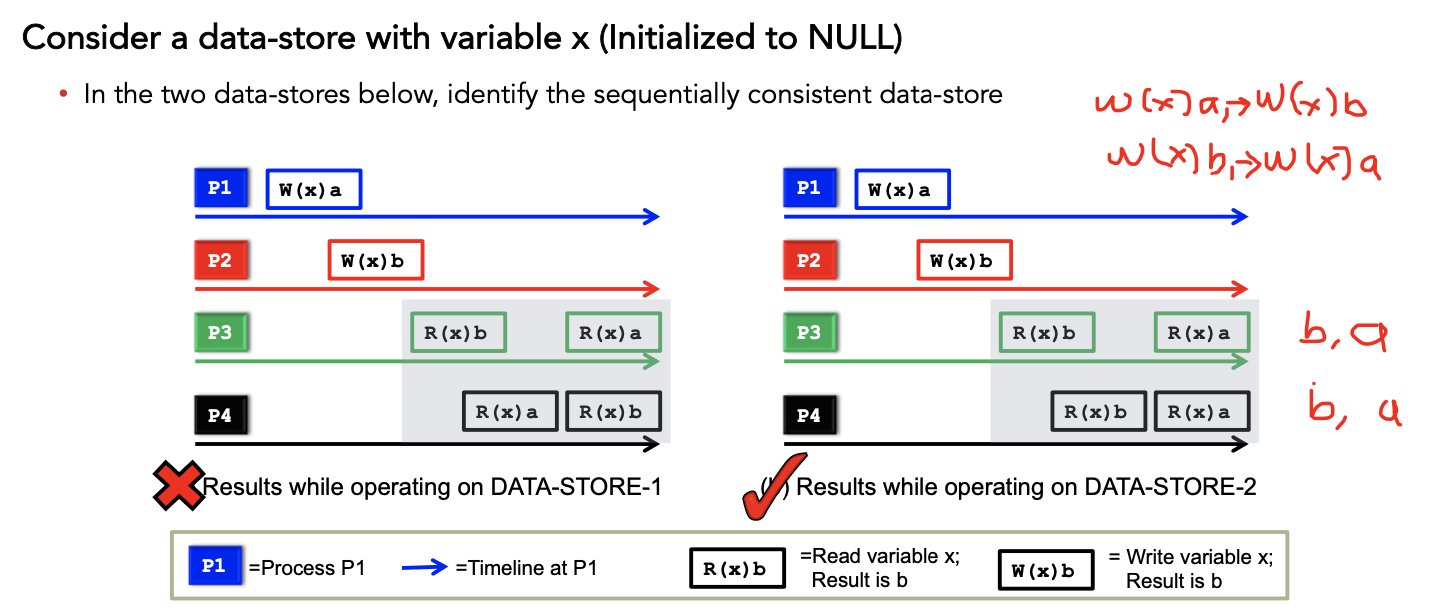 Consider a data-store with variable x (Initialized to NULL)
• In the two data-stores below, identify the sequentially consistent data-store
W(x)a,→W(x)b
W(x)b,→W(x)a
P1 W(x)a
P2 W(x)b
P3 R(x)b R(x)a
P4 R(x)a R(x)b
Results while operating on DATA-STORE-1
P1 W(x)a
P2 W(x)b
P3 R(x)b R(x)a
P4 R(x)b R(x)a
b, a
b, a
) Results while operating on DATA-STORE-2
P1 =Process P1
=Timeline at P1
R(x)b =Read variable x;
Result is b
W(x)b = Write variable x;
Result is b